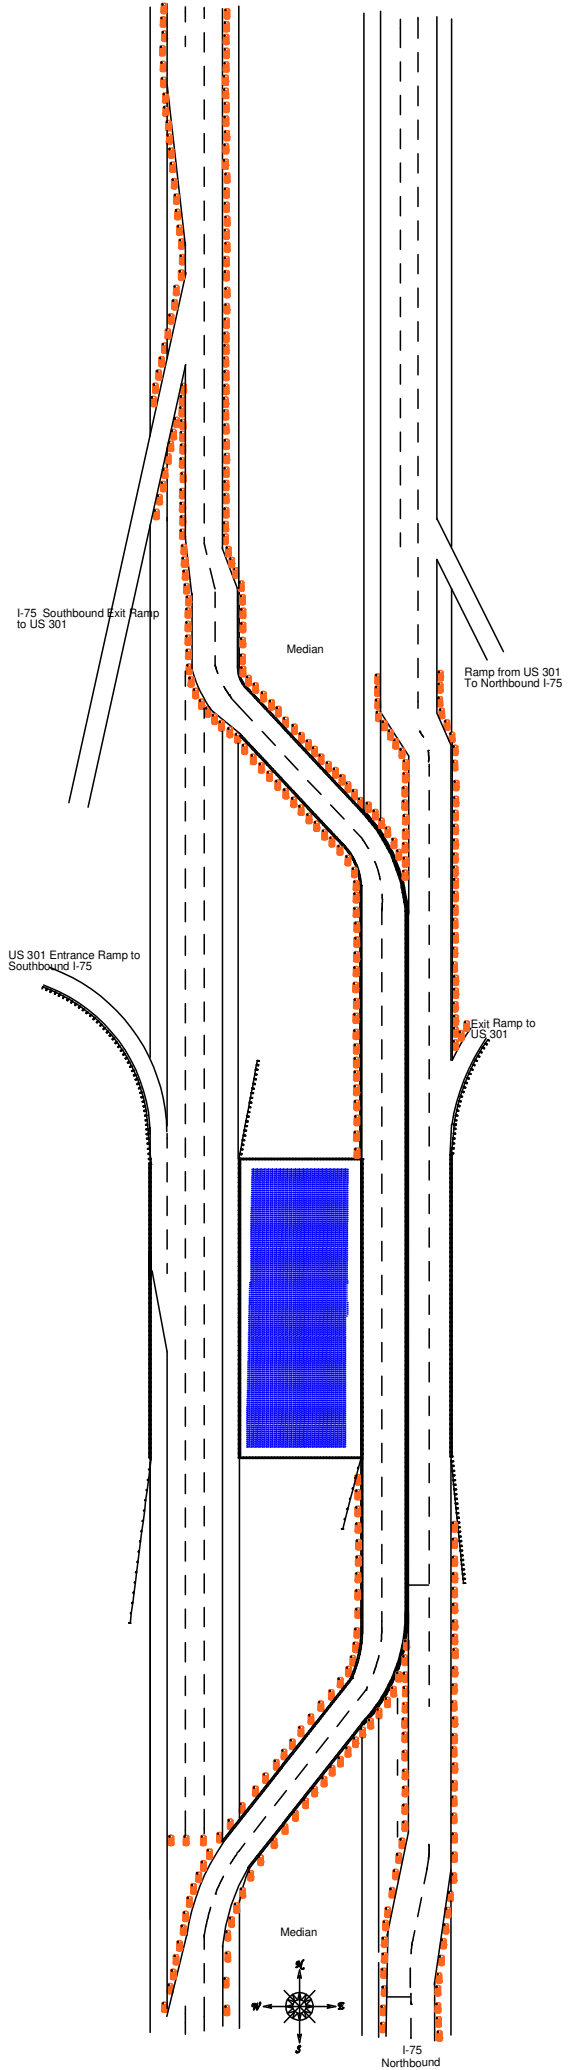 I-75 Southbound Exit Ramp
to US 301
Median
Ramp from US 301
To Northbound I-75
US 301 Entrance Ramp to
Southbound I-75
Exit Ramp to
US 301
Median
N
W E
S
I-75
Northbound